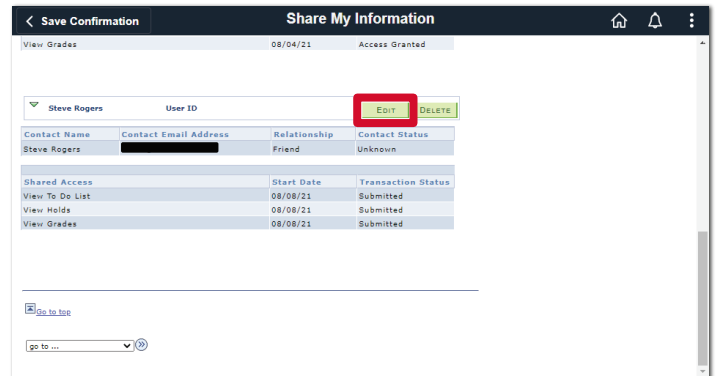 Save Confirmation Share My Information
View Grades 08/04/21 Access Granted
Steve Rogers User ID EDIT DELETE
Contact Name Contact Email Address Relationship Contact Status
Steve Rogers Friend Unknown
Shared Access Start Date Transaction Status
View To Do List 08/08/21 Submitted
View Holds 08/08/21 Submitted
View Grades 08/08/21 Submitted
Go to top
go to ...